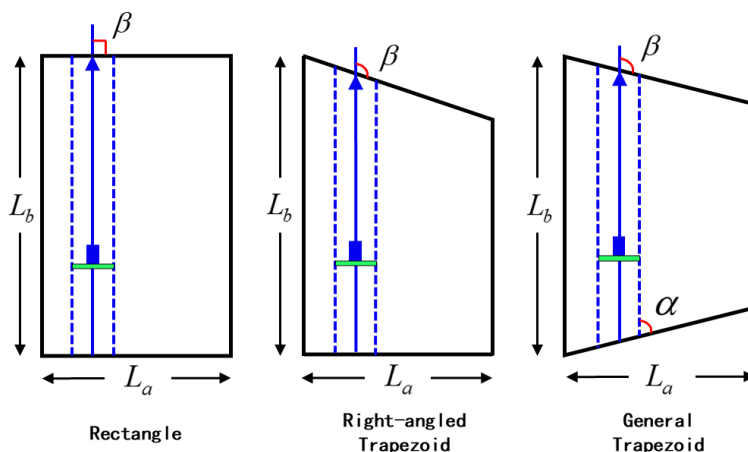 β β β
L_b L_b L_b
α
L_a L_a L_a
Rectangle
Right-angled
Trapezoid
General
Trapezoid